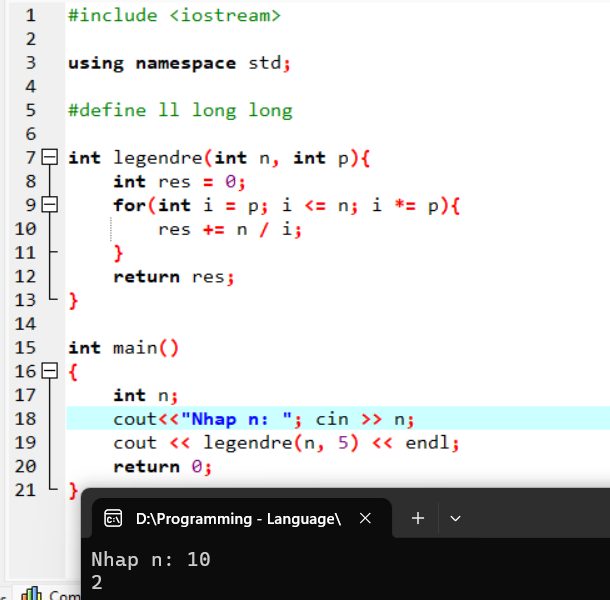 1 #include <iostream>
2
3 using namespace std;
4
5 #define ll long long
6
7 int legendre(int n, int p){
8 int res = 0;
9 for(int i = p; i <= n; i *= p){
10 res += n / i;
11 }
12 return res;
13 }
14
15 int main()
16 {
17 int n;
18 cout<<"Nhap n: "; cin >> n;
19 cout << legendre(n, 5) << endl;
20 return 0;
21 }
D:\Programming - Language\
Nhap n: 10
2